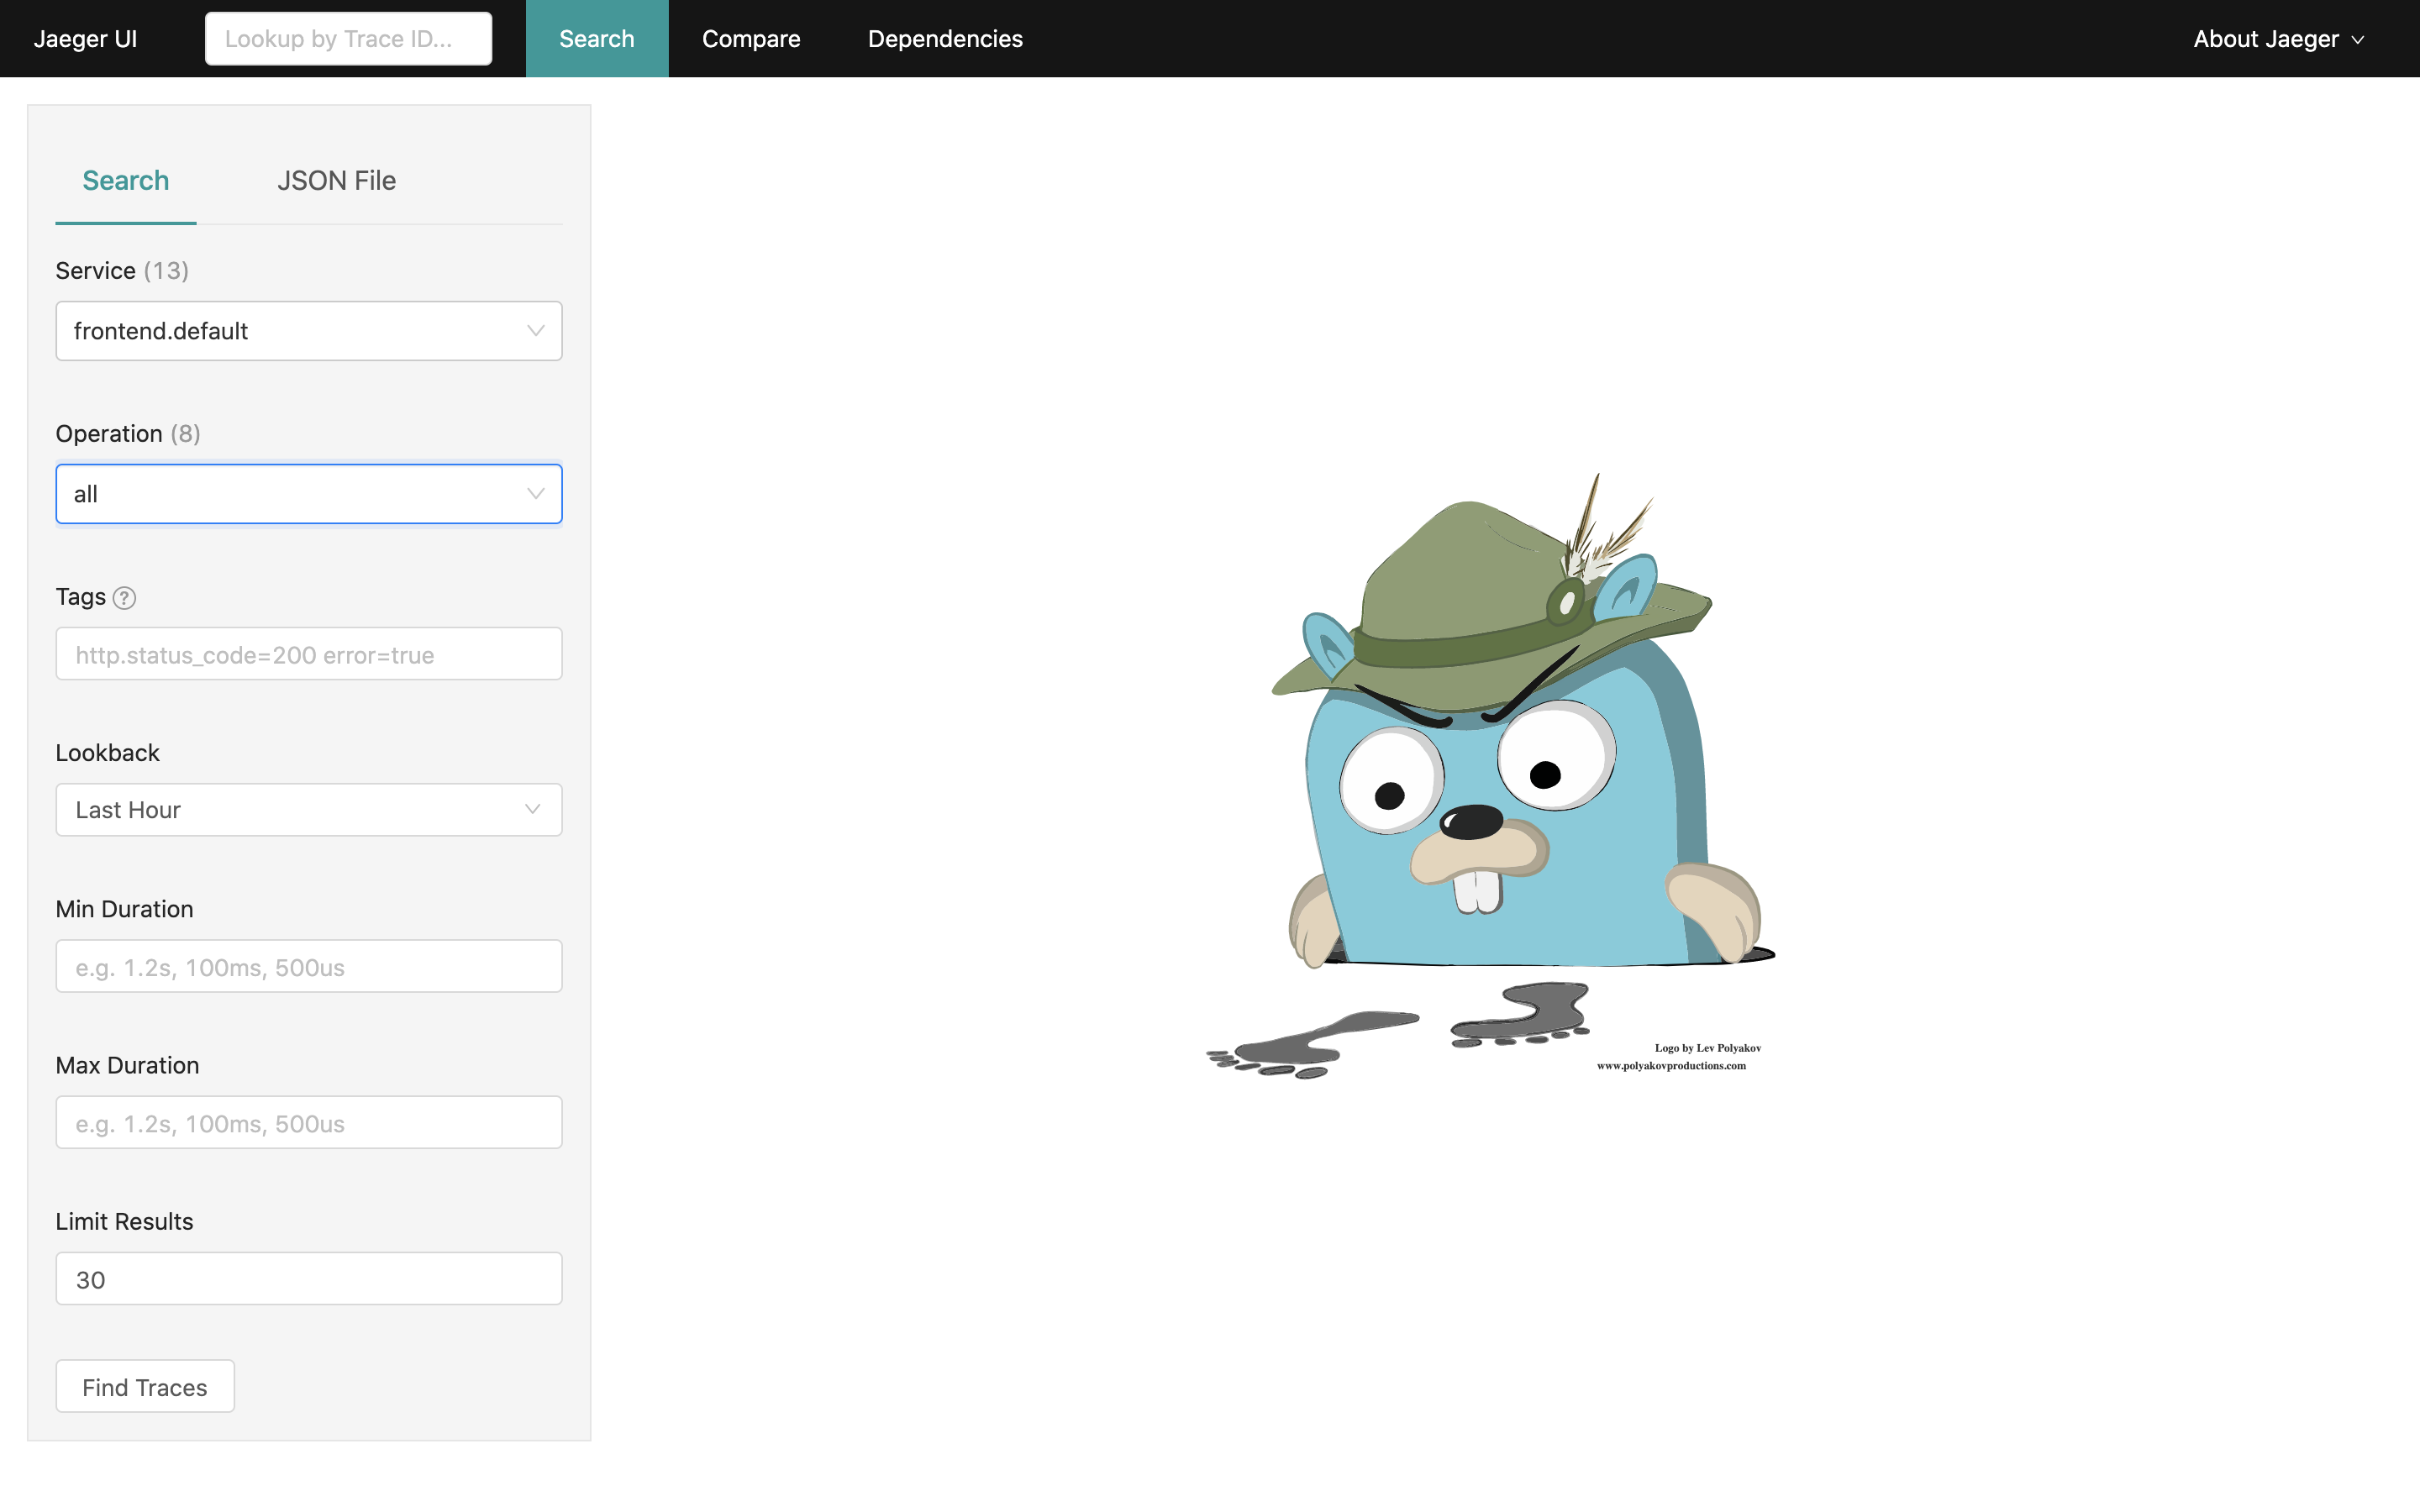 Jaeger UI
Lookup by Trace ID...
Search
Compare
Dependencies
About Jaeger
Search
JSON File
Service (13)
frontend.default
Operation (8)
all
Tags ?
http.status_code=200 error=true
Lookback
Last Hour
Min Duration
e.g. 1.2s, 100ms, 500us
Max Duration
e.g. 1.2s, 100ms, 500us
Limit Results
30
Find Traces
Logo by Lev Polyakov
www.polyakovproductions.com